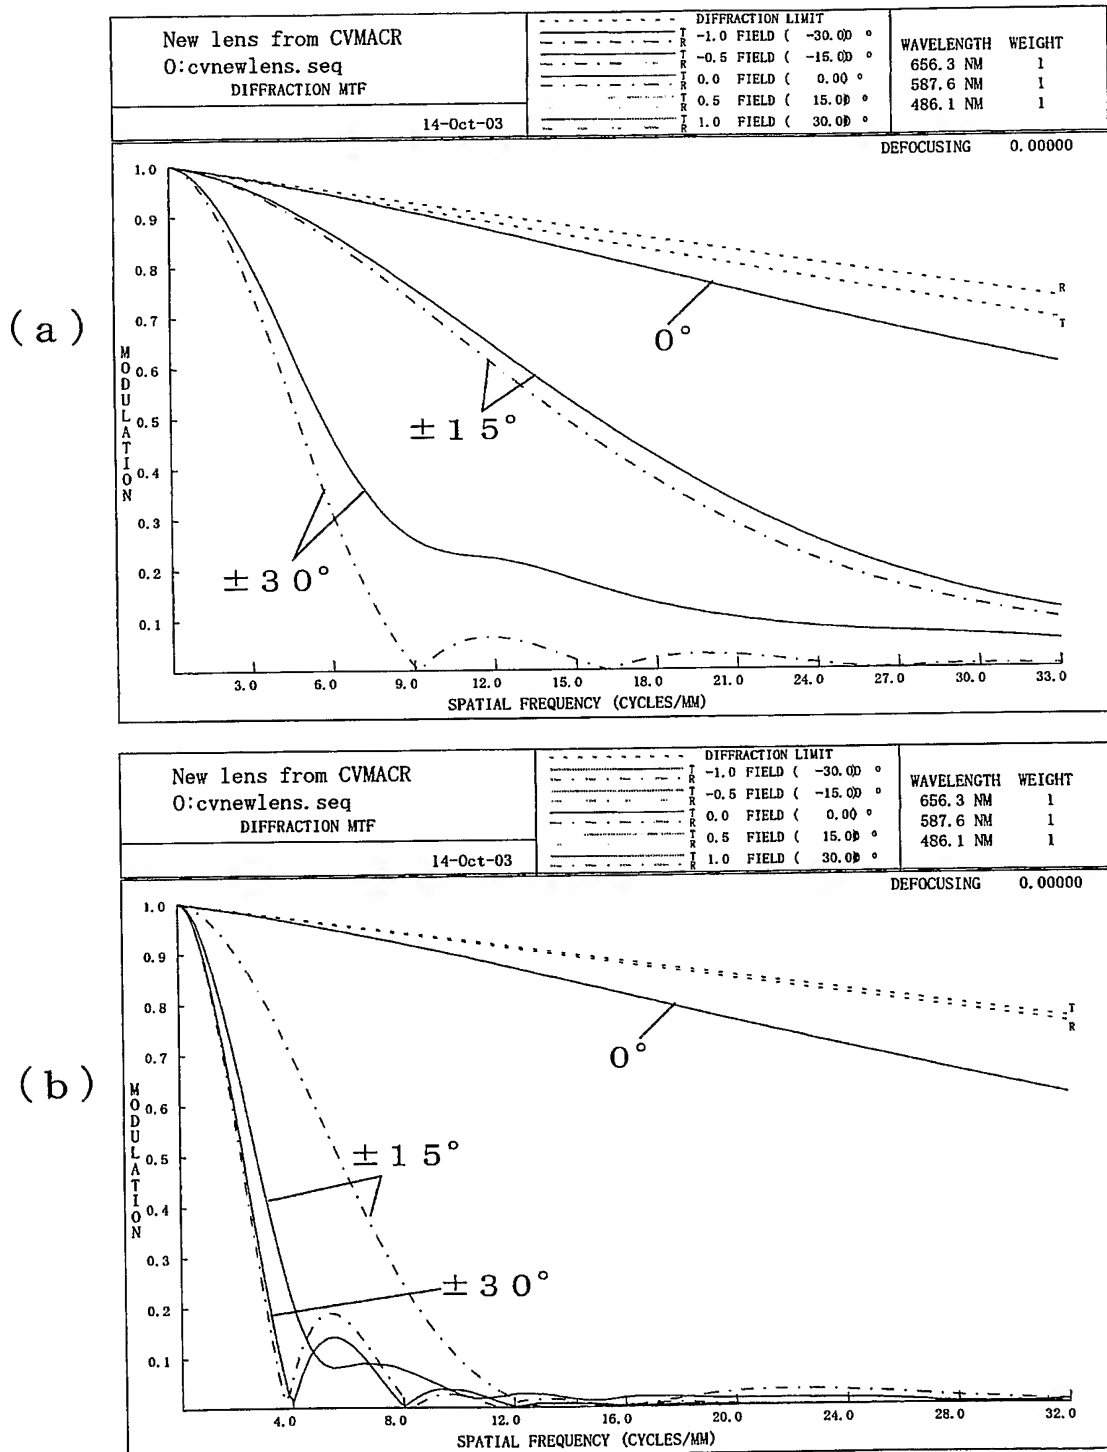 New lens from CVMACR
O:cvnewlens.seq
DIFFRACTION MTF
14-Oct-03
DIFFRACTION LIMIT
T -1.0 FIELD ( -30.00 °
R
T -0.5 FIELD ( -15.00 °
R
T 0.0 FIELD ( 0.00 °
R
T 0.5 FIELD ( 15.00 °
R
T 1.0 FIELD ( 30.00 °
R
WAVELENGTH WEIGHT
656.3 NM 1
587.6 NM 1
486.1 NM 1
DEFOCUSING 0.00000
(a)
MODULATION
1.0
0.9
0.8
0.7
0.6
0.5
0.4
0.3
0.2
0.1
R
T
0°
±15°
±30°
3.0 6.0 9.0 12.0 15.0 18.0 21.0 24.0 27.0 30.0 33.0
SPATIAL FREQUENCY (CYCLES/MM)
New lens from CVMACR
O:cvnewlens.seq
DIFFRACTION MTF
14-Oct-03
DIFFRACTION LIMIT
T -1.0 FIELD ( -30.00 °
R
T -0.5 FIELD ( -15.00 °
R
T 0.0 FIELD ( 0.00 °
R
T 0.5 FIELD ( 15.00 °
R
T 1.0 FIELD ( 30.00 °
R
WAVELENGTH WEIGHT
656.3 NM 1
587.6 NM 1
486.1 NM 1
DEFOCUSING 0.00000
(b)
MODULATION
1.0
0.9
0.8
0.7
0.6
0.5
0.4
0.3
0.2
0.1
T
R
0°
±15°
±30°
4.0 8.0 12.0 16.0 20.0 24.0 28.0 32.0
SPATIAL FREQUENCY (CYCLES/MM)